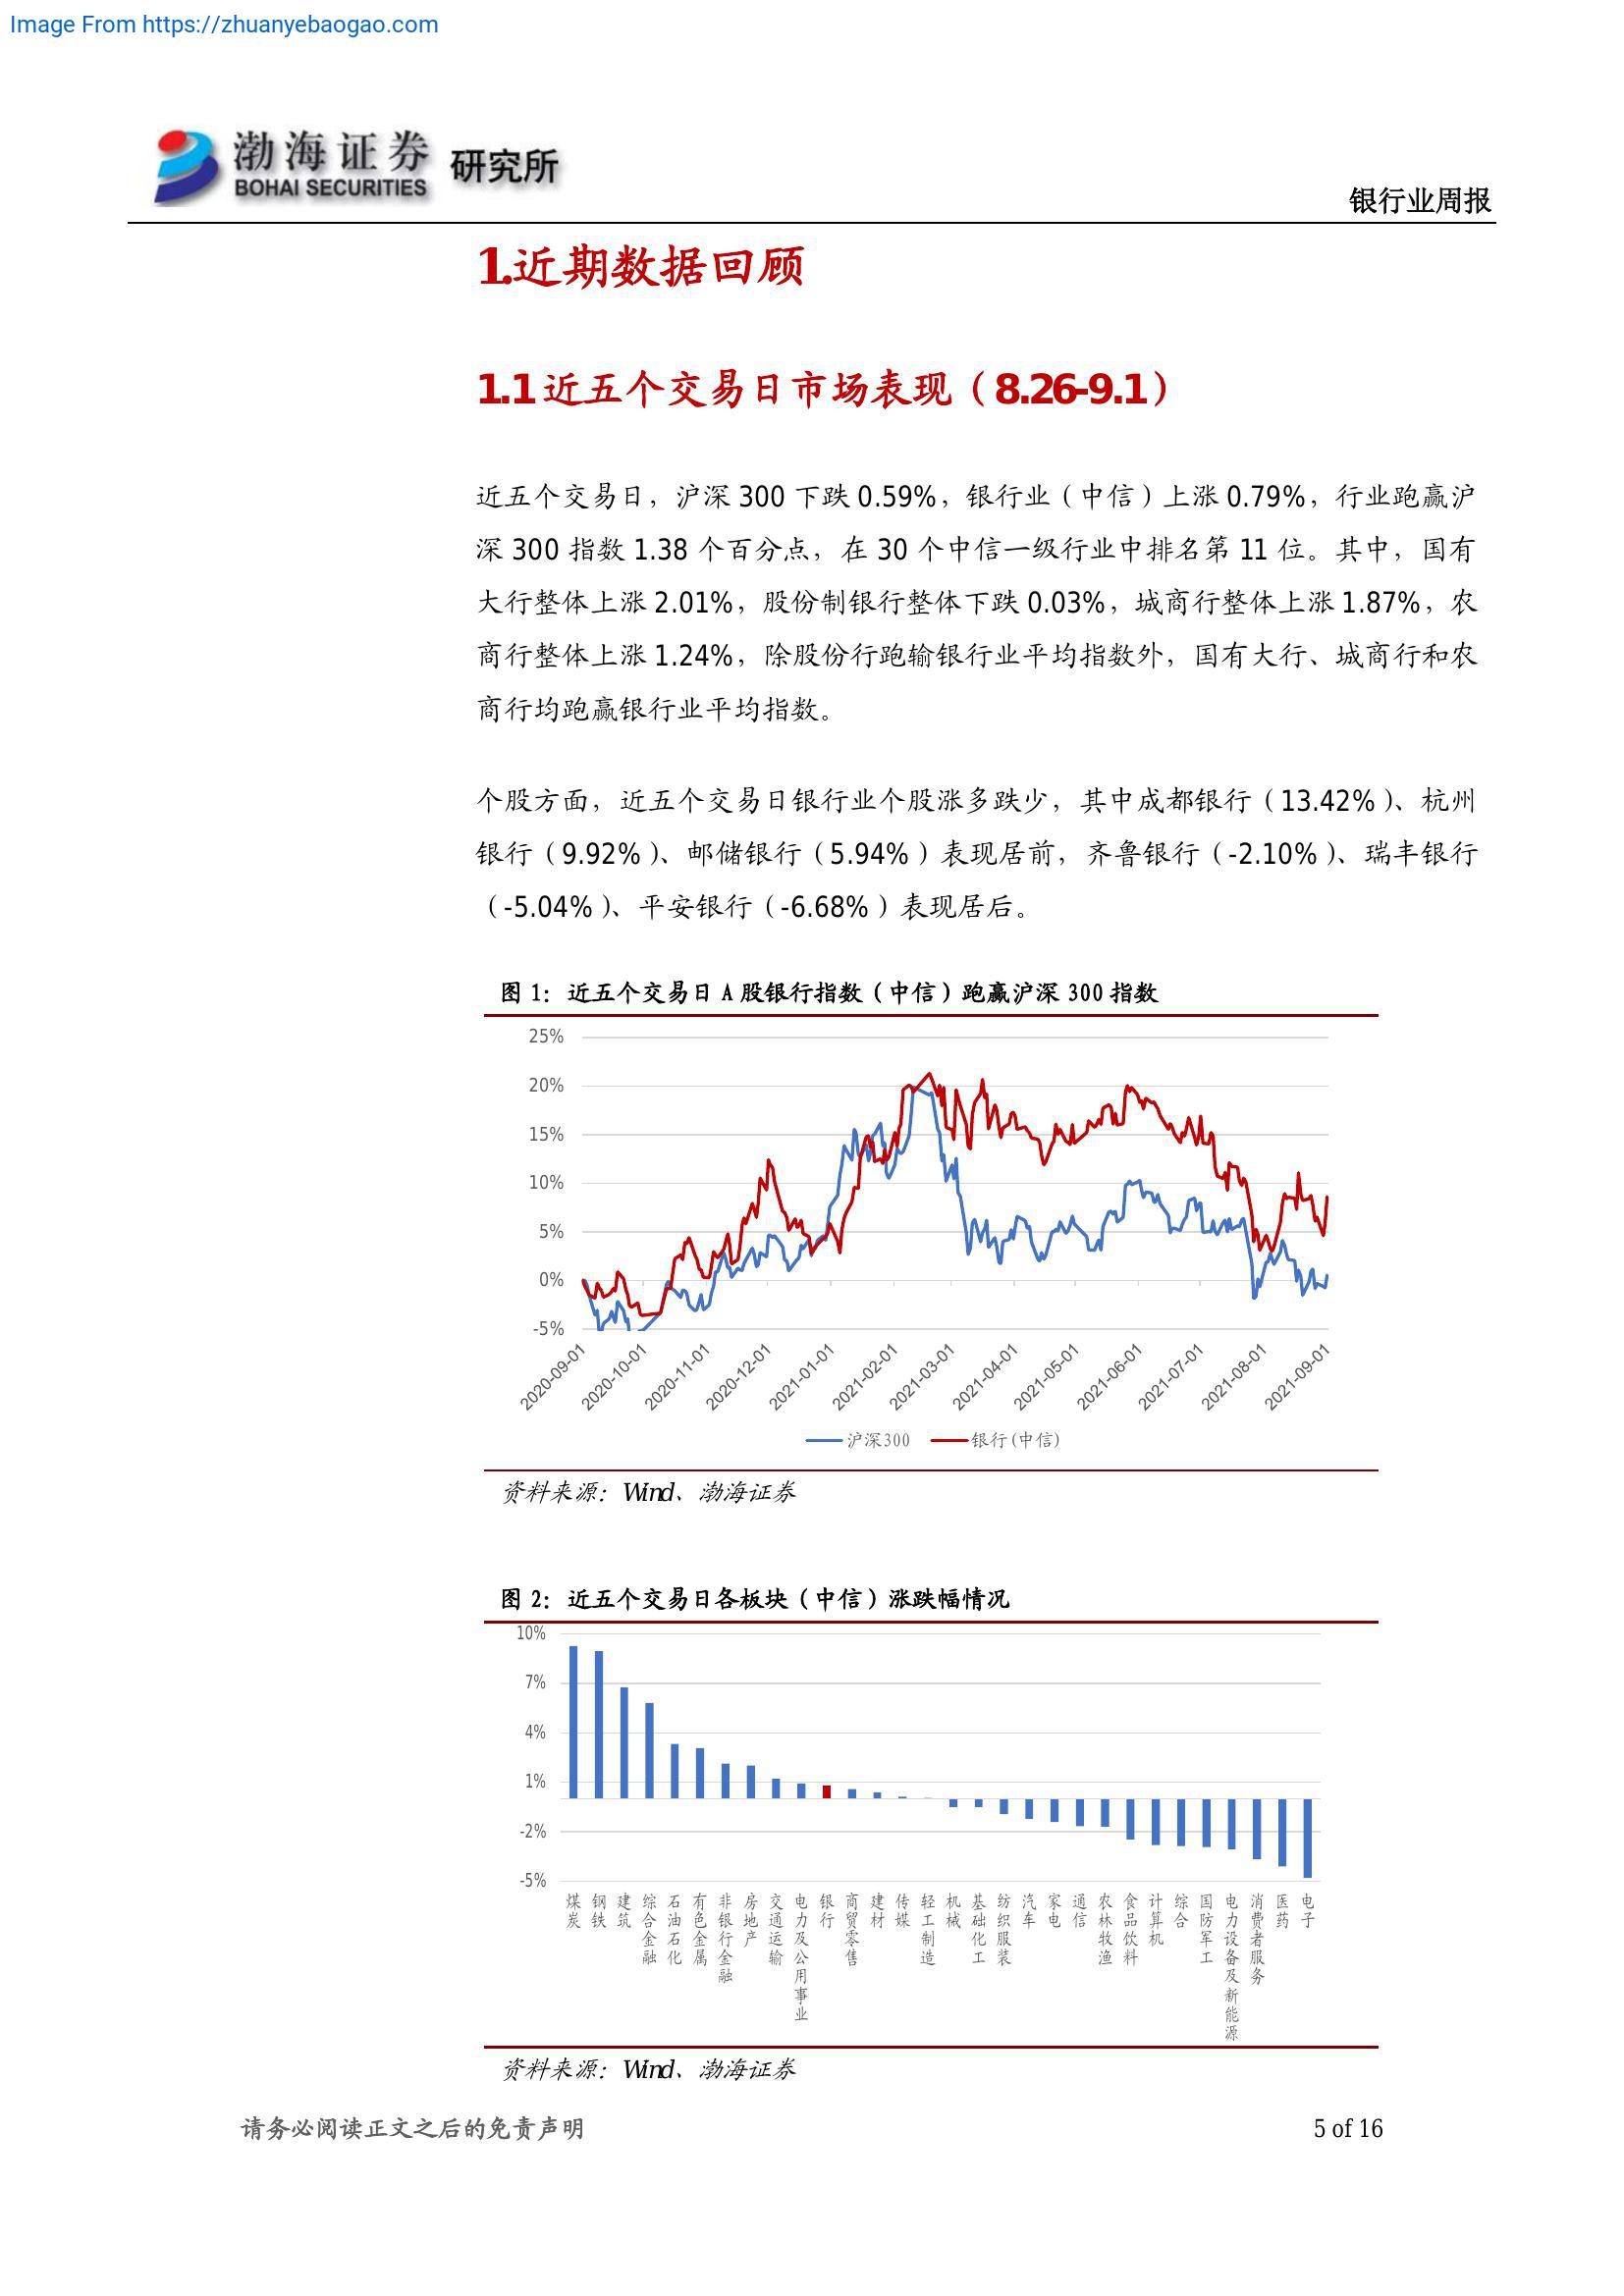 Image From https://zhuanyebaogao.com
渤海证券
BOHAI SECURITIES
研究所
银行业周报
1.近期数据回顾
1.1 近五个交易日市场表现（8.26-9.1）
近五个交易日，沪深 300 下跌 0.59%，银行业（中信）上涨 0.79%，行业跑赢沪
深 300 指数 1.38 个百分点，在 30 个中信一级行业中排名第 11 位。其中，国有
大行整体上涨 2.01%，股份制银行整体下跌 0.03%，城商行整体上涨 1.87%，农
商行整体上涨 1.24%，除股份行跑输银行业平均指数外，国有大行、城商行和农
商行均跑赢银行业平均指数。
个股方面，近五个交易日银行业个股涨多跌少，其中成都银行（13.42%）、杭州
银行（9.92%）、邮储银行（5.94%）表现居前，齐鲁银行（-2.10%）、瑞丰银行
（-5.04%）、平安银行（-6.68%）表现居后。
图 1：近五个交易日 A 股银行指数（中信）跑赢沪深 300 指数
25%
20%
15%
10%
5%
0%
-5%
2020-09-01
2020-10-01
2020-11-01
2020-12-01
2021-01-01
2021-02-01
2021-03-01
2021-04-01
2021-05-01
2021-06-01
2021-07-01
2021-08-01
2021-09-01
沪深300
银行(中信)
资料来源：Wind、渤海证券
图 2：近五个交易日各板块（中信）涨跌幅情况
10%
7%
4%
1%
-2%
-5%
煤炭
钢铁
建筑
综合金融
石油石化
有色金属
非银行金融
房地产
交通运输
电力及公用事业
银行
商贸零售
建材
传媒
轻工制造
机械
基础化工
纺织服装
汽车
家电
通信
农林牧渔
食品饮料
计算机
综合
国防军工
电力设备及新能源
消费者服务
医药
电子
资料来源：Wind、渤海证券
请务必阅读正文之后的免责声明
5 of 16